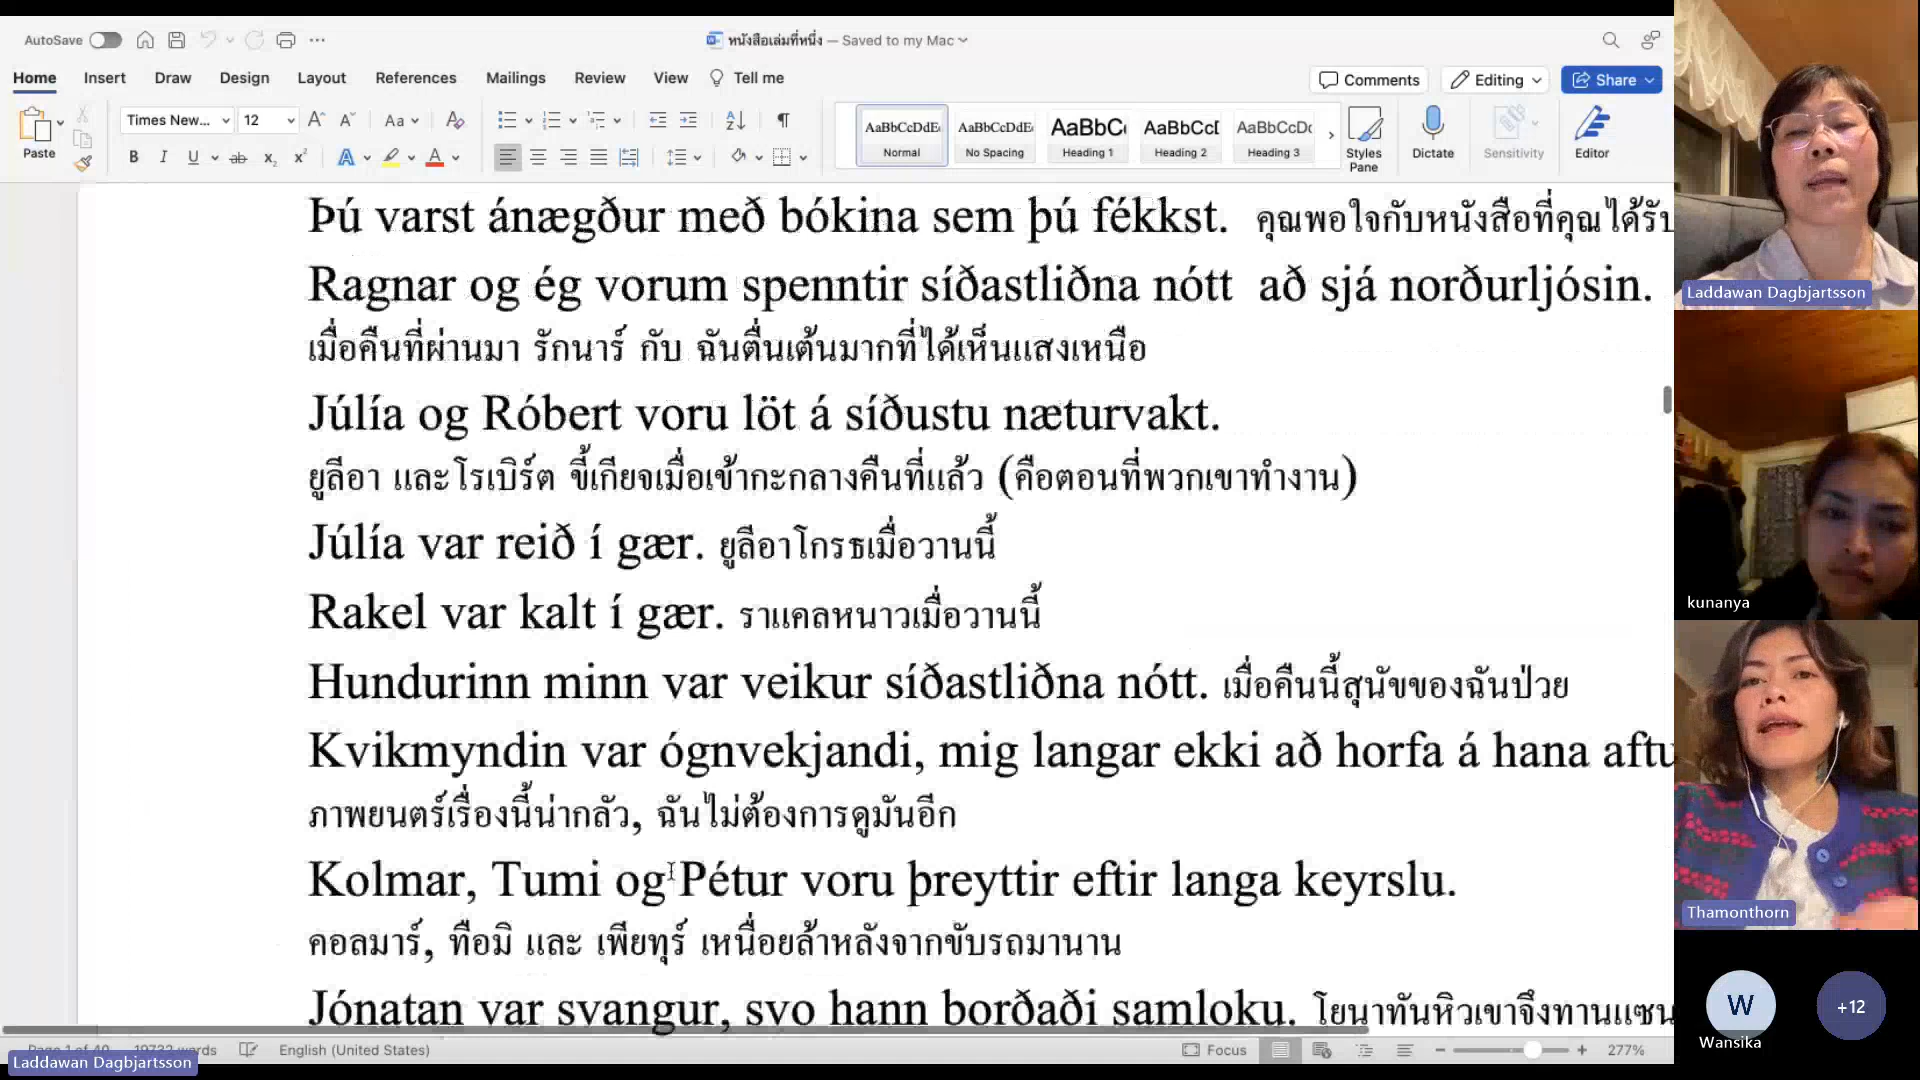 AutoSave
หนังสือเล่มที่หนึ่ง — Saved to my Mac
Home Insert Draw Design Layout References Mailings Review View Tell me
Comments Editing Share
Paste
Times New... 12
Aa
AaBbCcDdE AaBbCcDdE AaBbC AaBbCcD AaBbCcDc
Normal No Spacing Heading 1 Heading 2 Heading 3
Styles Pane Dictate Sensitivity Editor
Þú varst ánægður með bókina sem þú fékkst. คุณพอใจกับหนังสือที่คุณได้รับ
Ragnar og ég vorum spenntir síðastliðna nótt að sjá norðurljósin.
เมื่อคืนที่ผ่านมา รักนาร์ กับ ฉันตื่นเต้นมากที่ได้เห็นแสงเหนือ
Júlía og Róbert voru löt á síðustu næturvakt.
ยูลีอา และโรเบิร์ต ขี้เกียจเมื่อเข้ากะกลางคืนที่แล้ว (คือตอนที่พวกเขาทำงาน)
Júlía var reið í gær. ยูลีอาโกรธเมื่อวานนี้
Rakel var kalt í gær. ราแคลหนาวเมื่อวานนี้
Hundurinn minn var veikur síðastliðna nótt. เมื่อคืนนี้สุนัขของฉันป่วย
Kvikmyndin var ógnvekjandi, mig langar ekki að horfa á hana aftu
ภาพยนตร์เรื่องนี้น่ากลัว, ฉันไม่ต้องการดูมันอีก
Kolmar, Tumi og Pétur voru þreyttir eftir langa keyrslu.
คอลมาร์, ทือมิ และ เพียทุร์ เหนื่อยล้าหลังจากขับรถมานาน
Jónatan var svangur, svo hann borðaði samloku. โยนาทันหิวเขาจึงทานแซน
Page 1 of 40 19732 words English (United States)
Focus 277%
Laddawan Dagbjartsson
Laddawan Dagbjartsson
kunanya
Thamonthorn
W
Wansika
+12